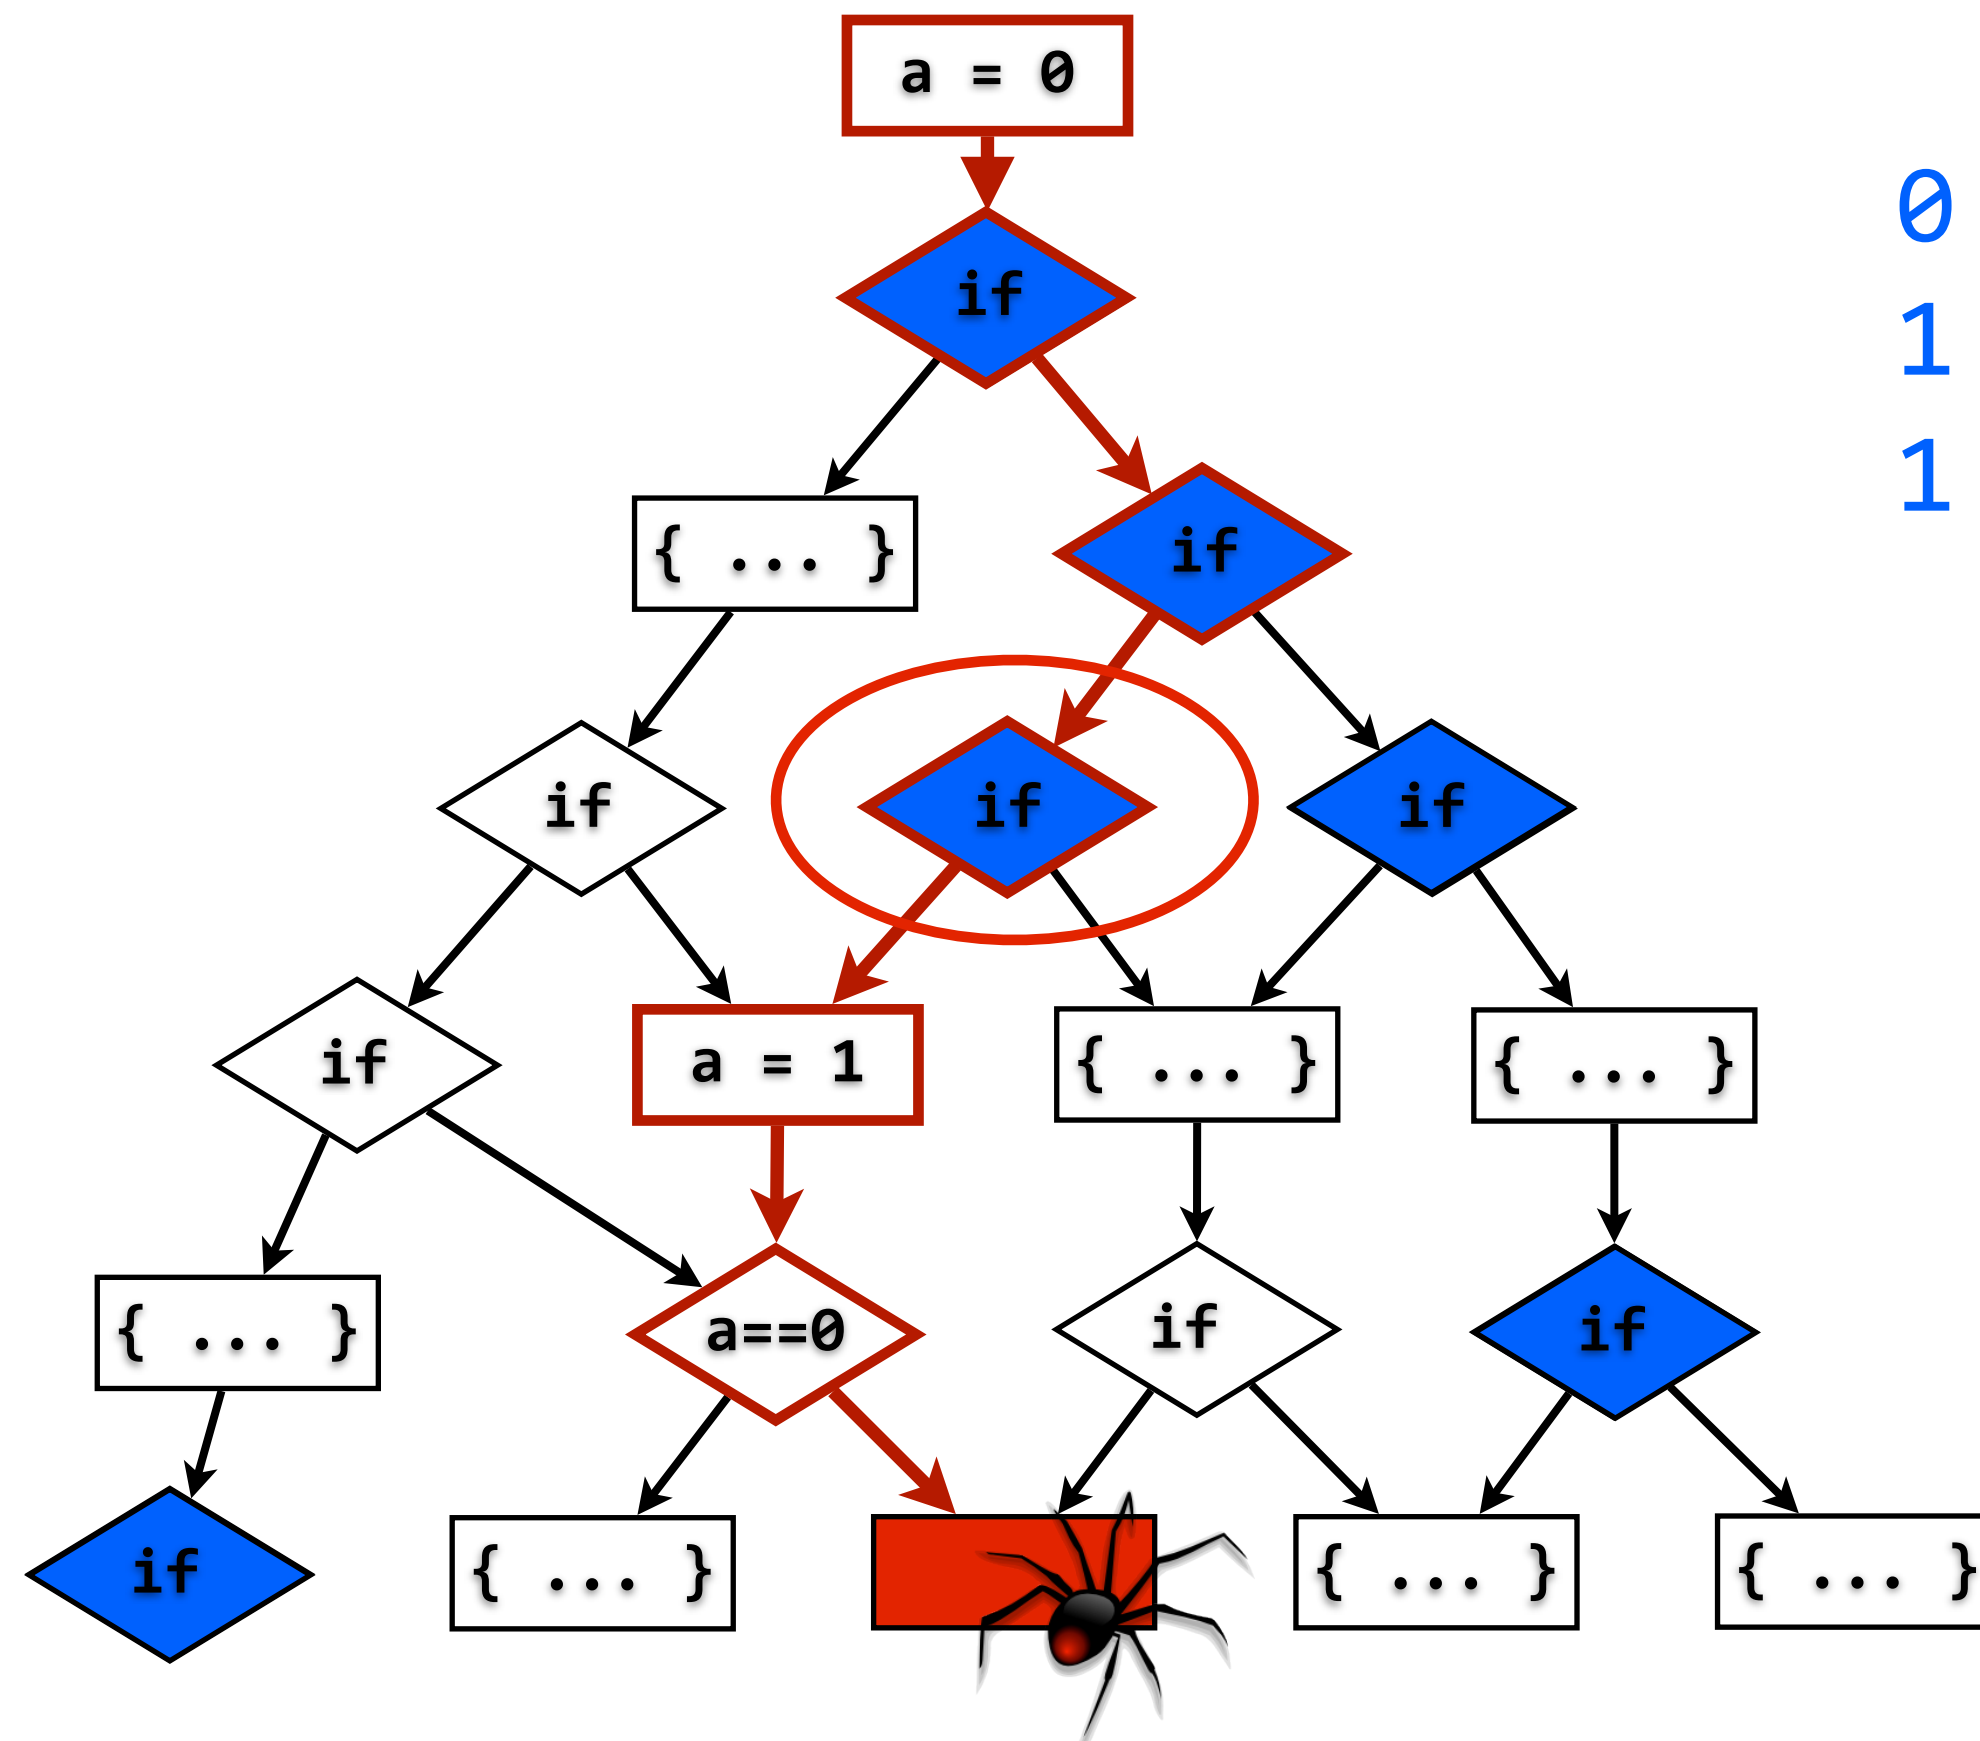 a = 0
0
if
1
1
{ ... }
if
if
if
if
if
a = 1
{ ... }
{ ... }
{ ... }
a==0
if
if
if
{ ... }
{ ... }
{ ... }